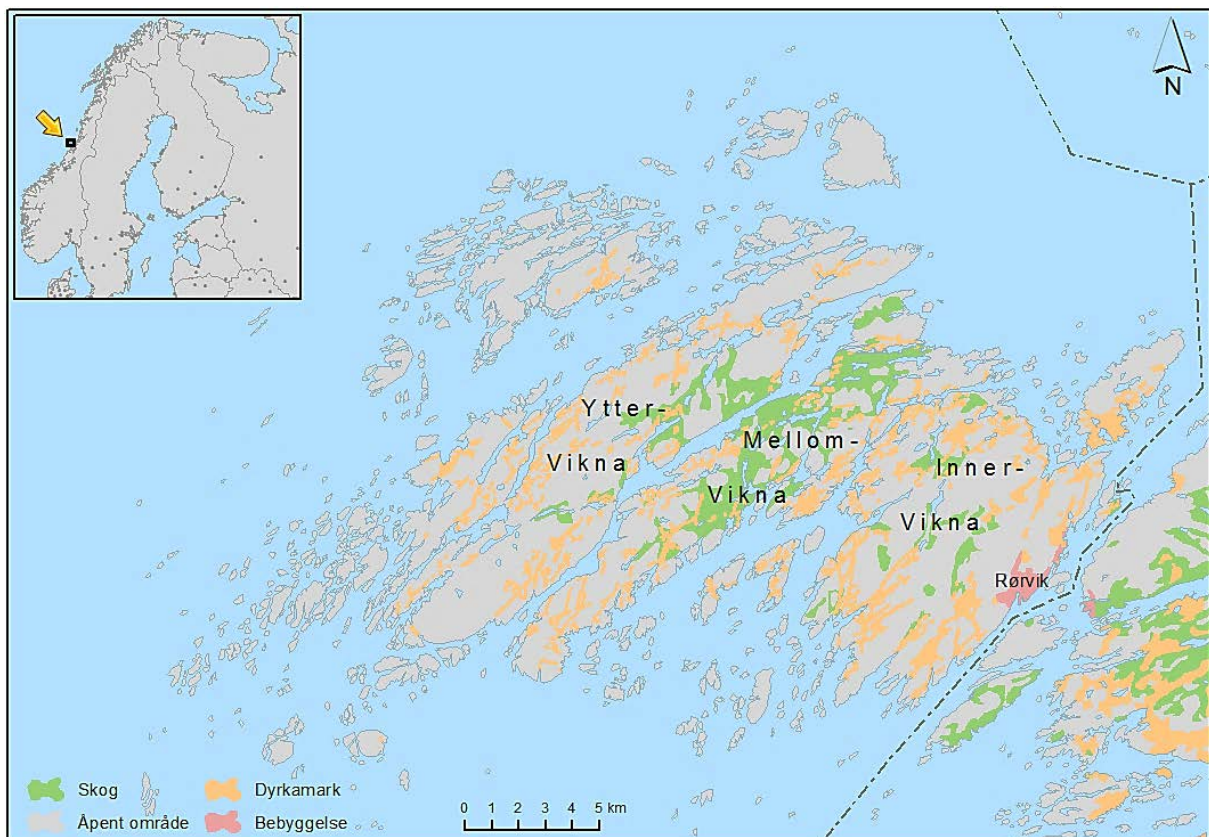 N
Ytter-
Vikna
Mellom-
Vikna
Inner-
Vikna
Rørvik
Skog
Dyrkamark
Åpent område
Bebyggelse
0 1 2 3 4 5 km